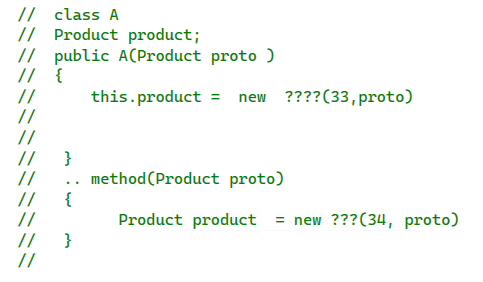 //  class A
//  Product product;
//  public A(Product proto )
//  {
//      this.product =  new  ????(33,proto)
//
//
//   }
//   .. method(Product proto)
//   {
//         Product product  = new ???(34, proto)
//   }
//